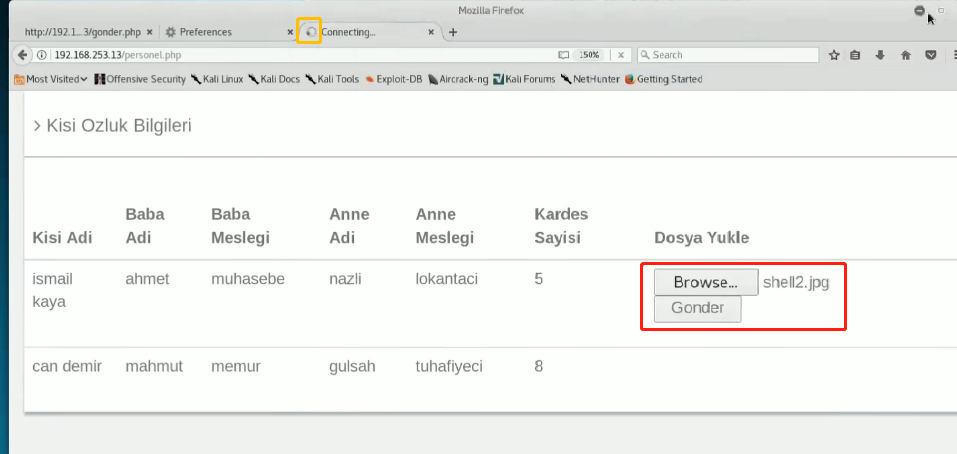 Mozilla Firefox
http://192.1...3/gonder.php × Preferences × Connecting... × +
192.168.253.13/personel.php 150% × Search
Most Visited Offensive Security Kali Linux Kali Docs Kali Tools Exploit-DB Aircrack-ng Kali Forums NetHunter Getting Started
> Kisi Ozluk Bilgileri
Kisi Adi Baba Adi Baba Meslegi Anne Adi Anne Meslegi Kardes Sayisi Dosya Yukle
ismail kaya ahmet muhasebe nazli lokantaci 5 Browse... shell2.jpg
Gonder
can demir mahmut memur gulsah tuhafiyeci 8